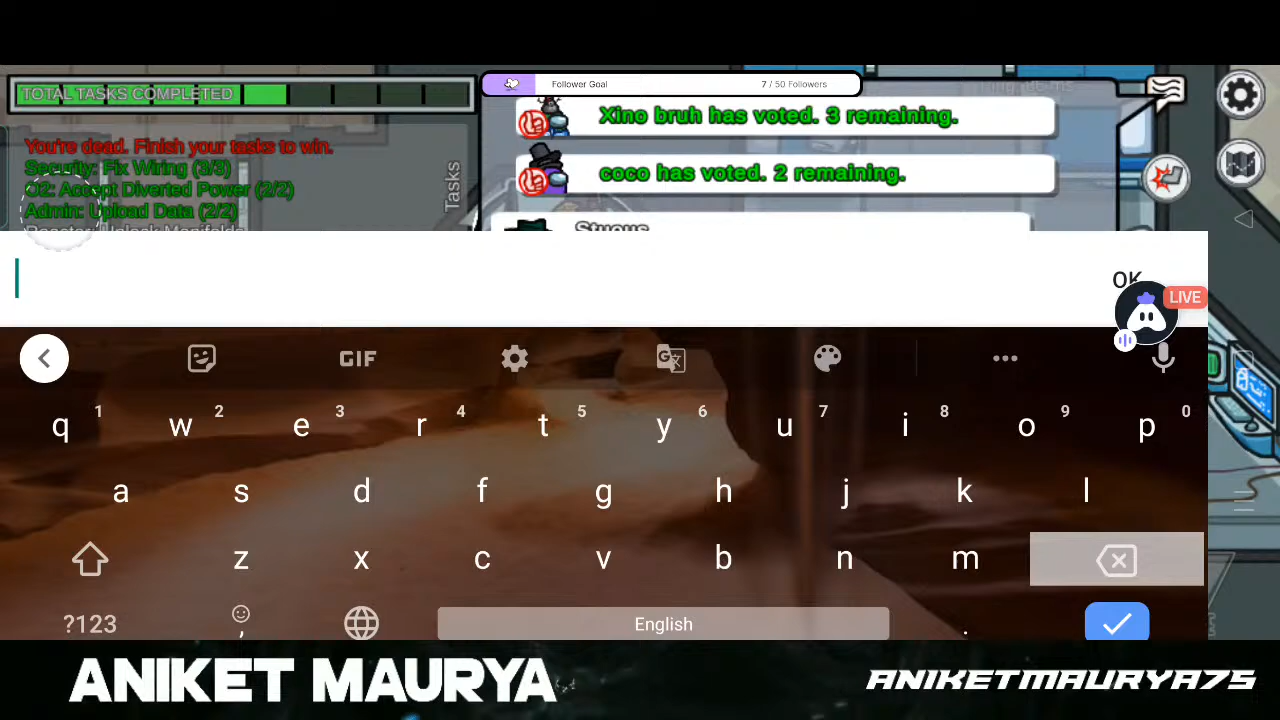 TOTAL TASKS COMPLETED
Follower Goal 7 / 50 Followers
You're dead. Finish your tasks to win.
Security: Fix Wiring (3/3)
O2: Accept Diverted Power (2/2)
Admin: Upload Data (2/2)
Reactor: Unlock Manifolds
Tasks
Xino bruh has voted. 3 remaining.
coco has voted. 2 remaining.
OK
LIVE
GIF
q 1 w 2 e 3 r 4 t 5 y 6 u 7 i 8 o 9 p 0
a s d f g h j k l
z x c v b n m
?123 , English .
ANIKET MAURYA
ANIKETMAURYA75